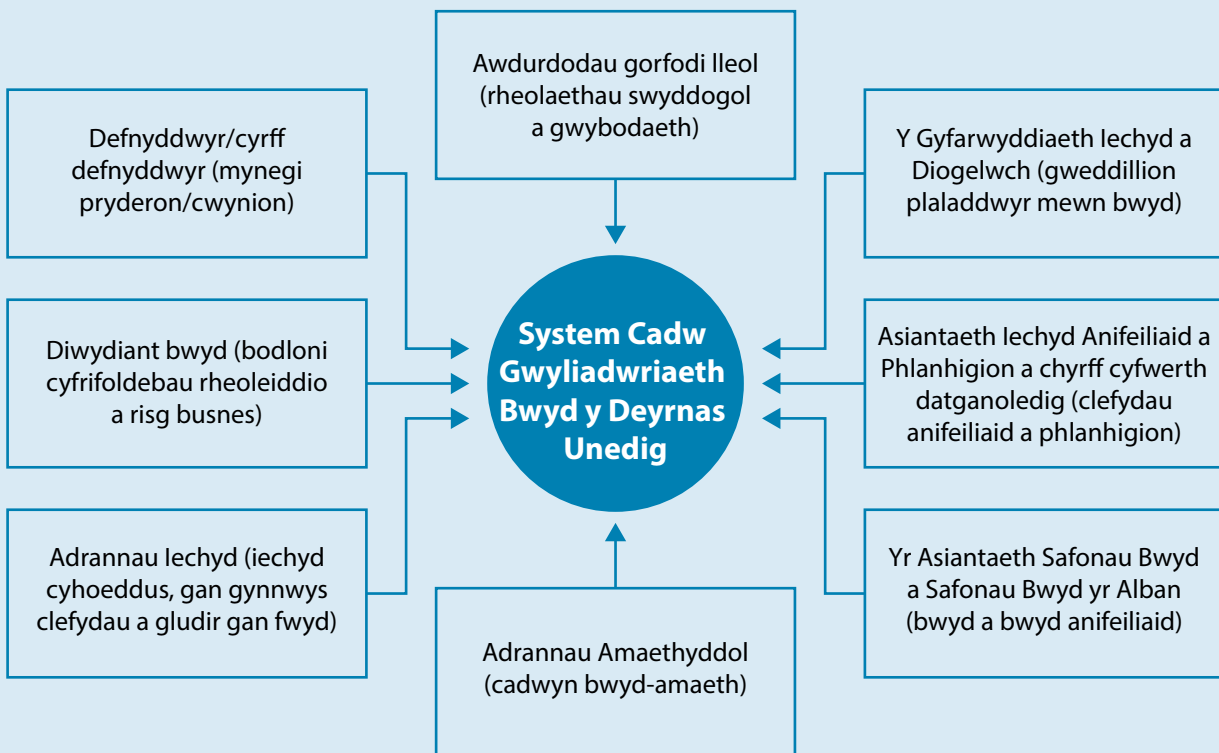 Awdurdodau gorfodi lleol
(rheolaethau swyddogol
a gwybodaeth)
Defnyddwyr/cyrff
defnyddwyr (mynegi
pryderon/cwynion)
Y Gyfarwyddiaeth Iechyd a
Diogelwch (gweddillion
plaladdwyr mewn bwyd)
Diwydiant bwyd (bodloni
cyfrifoldebau rheoleiddio
a risg busnes)
System Cadw
Gwyliadwriaeth
Bwyd y Deyrnas
Unedig
Asiantaeth Iechyd Anifeiliaid a
Phlanhigion a chyrff cyfwerth
datganoledig (clefydau
anifeiliaid a phlanhigion)
Adrannau Iechyd (iechyd
cyhoeddus, gan gynnwys
clefydau a gludir gan fwyd)
Adrannau Amaethyddol
(cadwyn bwyd-amaeth)
Yr Asiantaeth Safonau Bwyd
a Safonau Bwyd yr Alban
(bwyd a bwyd anifeiliaid)